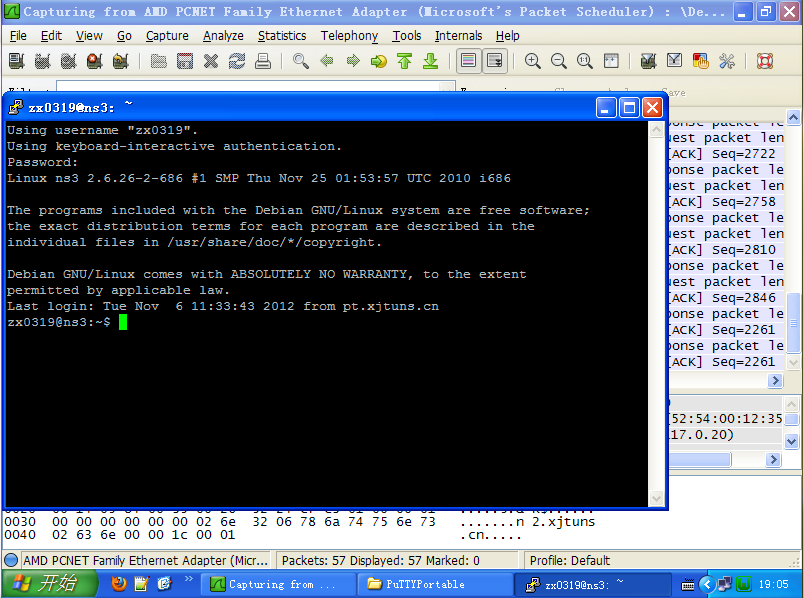 Capturing from AMD PCNET Family Ethernet Adapter (Microsoft's Packet Scheduler) : \De...
File Edit View Go Capture Analyze Statistics Telephony Tools Internals Help
zx0319@ns3: ~
Using username "zx0319".
Using keyboard-interactive authentication.
Password:
Linux ns3 2.6.26-2-686 #1 SMP Thu Nov 25 01:53:57 UTC 2010 i686
The programs included with the Debian GNU/Linux system are free software;
the exact distribution terms for each program are described in the
individual files in /usr/share/doc/*/copyright.
Debian GNU/Linux comes with ABSOLUTELY NO WARRANTY, to the extent
permitted by applicable law.
Last login: Tue Nov  6 11:33:43 2012 from pt.xjtuns.cn
zx0319@ns3:~$
onse packet le
uest packet len
[ACK] Seq=2722
ponse packet le
[ACK] Seq=2758
ponse packet le
uest packet len
[ACK] Seq=2810
ponse packet le
uest packet len
[ACK] Seq=2846
ponse packet le
[ACK] Seq=2261
ponse packet le
[ACK] Seq=2261
[52:54:00:12:35
17.0.20)
0030 00 00 00 00 00 00 02 6e 32 06 78 6a 74 75 6e 73 .......n 2.xjtuns
0040 02 63 6e 00 00 1c 00 01 .cn.....
AMD PCNET Family Ethernet Adapter (Micr... Packets: 57 Displayed: 57 Marked: 0 Profile: Default
开始 Capturing from ... PuTTYPortable zx0319@ns3: ~ 19:05